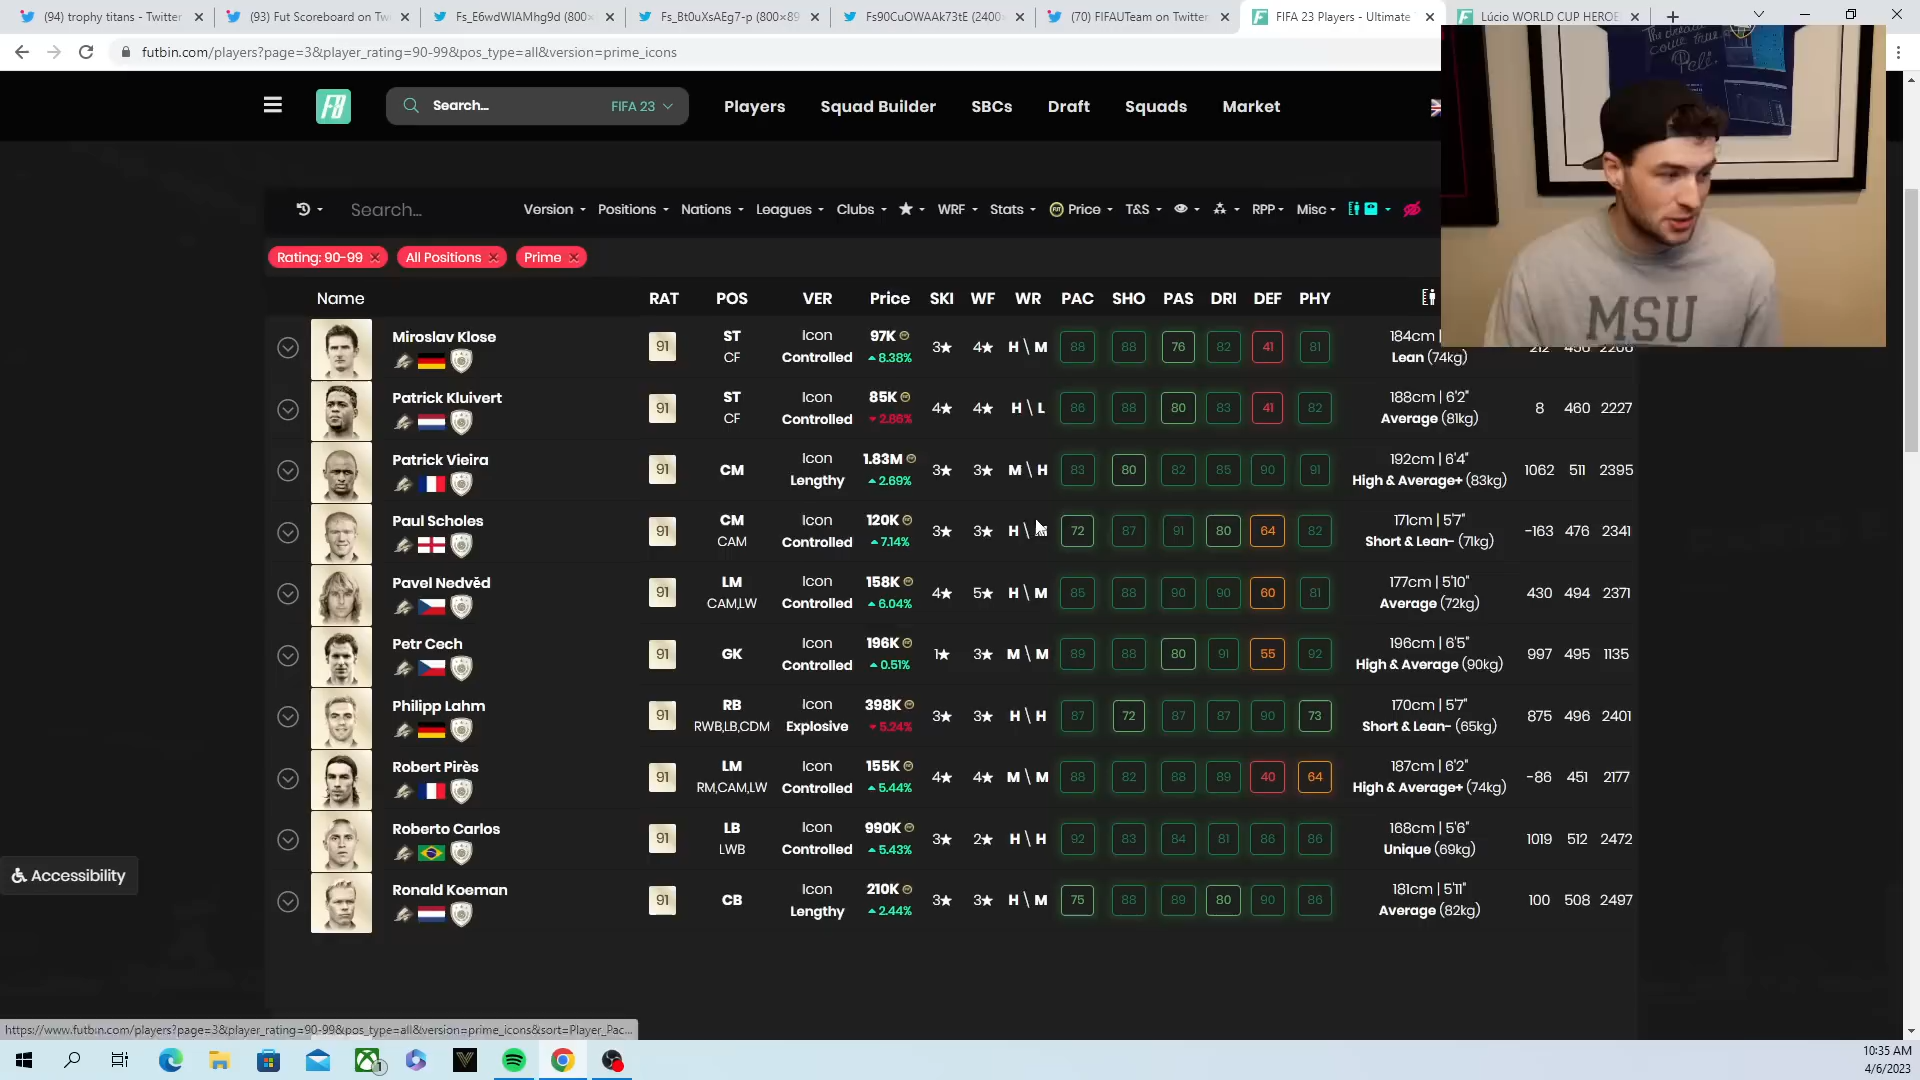 (94) trophy titans - Twitter
(93) Fut Scoreboard on Tw
Fs_E6wdWIAMhg9d (800×
Fs_Bt0uXsAEg7-p (800×89
Fs90CuOWAAk73tE (2400×
(70) FIFAUTeam on Twitter
FIFA 23 Players - Ultimate
Lúcio WORLD CUP HEROE
futbin.com/players?page=3&player_rating=90-99&pos_type=all&version=prime_icons
Search... FIFA 23 Players Squad Builder SBCs Draft Squads Market
Search... Version Positions Nations Leagues Clubs WRF Stats Price T&S RPP Misc
Rating: 90-99 All Positions Prime
Name RAT POS VER Price SKI WF WR PAC SHO PAS DRI DEF PHY
Miroslav Klose 91 ST CF Icon Controlled 97K 8.38% 3★ 4★ H \ M 88 88 76 82 41 81 184cm Lean (74kg)
Patrick Kluivert 91 ST CF Icon Controlled 85K 2.86% 4★ 4★ H \ L 86 88 80 83 41 82 188cm | 6'2" Average (81kg) 8 460 2227
Patrick Vieira 91 CM Icon Lengthy 1.83M 2.69% 3★ 3★ M \ H 83 80 82 85 90 91 192cm | 6'4" High & Average+ (83kg) 1062 511 2395
Paul Scholes 91 CM CAM Icon Controlled 120K 7.14% 3★ 3★ H \ 72 87 91 80 64 82 171cm | 5'7" Short & Lean- (71kg) -163 476 2341
Pavel Nedvěd 91 LM CAM,LW Icon Controlled 158K 6.04% 4★ 5★ H \ M 85 88 90 90 60 81 177cm | 5'10" Average (72kg) 430 494 2371
Petr Cech 91 GK Icon Controlled 196K 0.51% 1★ 3★ M \ M 89 88 80 91 55 92 196cm | 6'5" High & Average (90kg) 997 495 1135
Philipp Lahm 91 RB RWB,LB,CDM Icon Explosive 398K 5.24% 3★ 3★ H \ H 87 72 87 87 90 73 170cm | 5'7" Short & Lean- (65kg) 875 496 2401
Robert Pirès 91 LM RM,CAM,LW Icon Controlled 155K 5.44% 4★ 4★ M \ M 88 82 88 89 40 64 187cm | 6'2" High & Average+ (74kg) -86 451 2177
Roberto Carlos 91 LB LWB Icon Controlled 990K 5.43% 3★ 2★ H \ H 92 83 84 81 86 86 168cm | 5'6" Unique (69kg) 1019 512 2472
Ronald Koeman 91 CB Icon Lengthy 210K 2.44% 3★ 3★ H \ M 75 88 89 80 90 86 181cm | 5'11" Average (82kg) 100 508 2497
Accessibility
https://www.futbin.com/players?page=3&player_rating=90-99&pos_type=all&version=prime_icons&sort=Player_Pac...
MSU
10:35 AM
4/6/2023